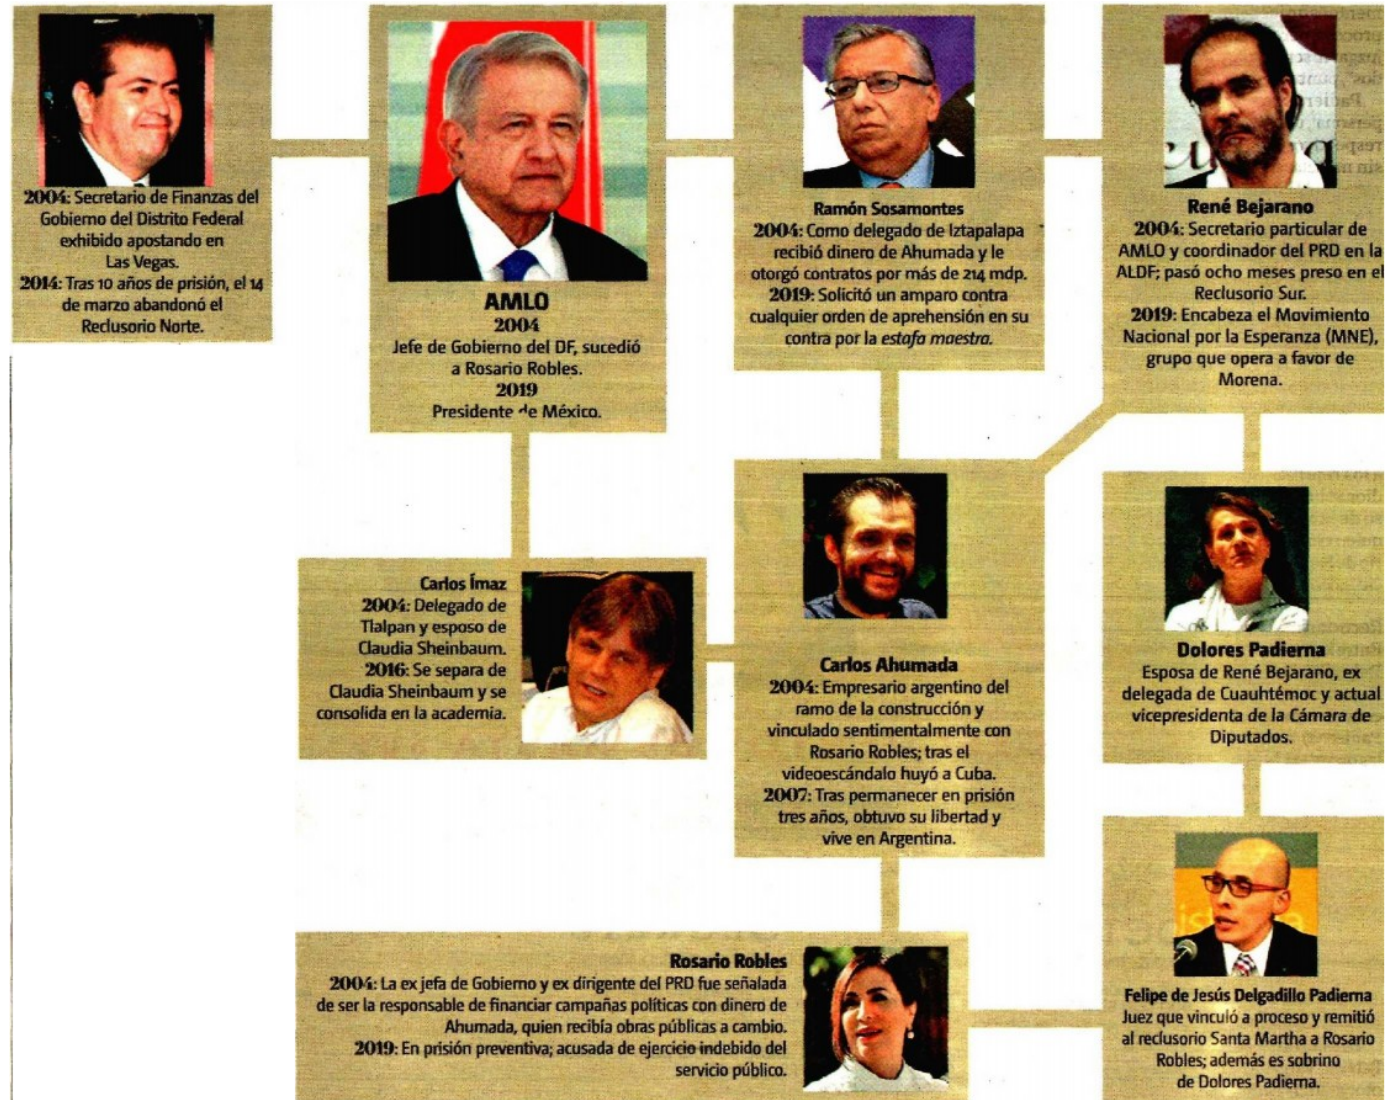 2004: Secretario de Finanzas del
Gobierno del Distrito Federal
exhibido apostando en
Las Vegas.
2014: Tras 10 años de prisión, el 14
de marzo abandonó el
Reclusorio Norte.
AMLO
2004
Jefe de Gobierno del DF, sucedió
a Rosario Robles.
2019
Presidente de México.
Ramón Sosamontes
2004: Como delegado de Iztapalapa
recibió dinero de Ahumada y le
otorgó contratos por más de 214 mdp.
2019: Solicitó un amparo contra
cualquier orden de aprehensión en su
contra por la estafa maestra.
René Bejarano
2004: Secretario particular de
AMLO y coordinador del PRD en la
ALDF; pasó ocho meses preso en el
Reclusorio Sur.
2019: Encabeza el Movimiento
Nacional por la Esperanza (MNE),
grupo que opera a favor de
Morena.
Carlos Ímaz
2004: Delegado de
Tlalpan y esposo de
Claudia Sheinbaum.
2016: Se separa de
Claudia Sheinbaum y se
consolida en la academia.
Carlos Ahumada
2004: Empresario argentino del
ramo de la construcción y
vinculado sentimentalmente con
Rosario Robles; tras el
videoescándalo huyó a Cuba.
2007: Tras permanecer en prisión
tres años, obtuvo su libertad y
vive en Argentina.
Dolores Padierna
Esposa de René Bejarano, ex
delegada de Cuauhtémoc y actual
vicepresidenta de la Cámara de
Diputados.
Rosario Robles
2004: La ex jefa de Gobierno y ex dirigente del PRD fue señalada
de ser la responsable de financiar campañas políticas con dinero de
Ahumada, quien recibía obras públicas a cambio.
2019: En prisión preventiva; acusada de ejercicio indebido del
servicio público.
Felipe de Jesús Delgadillo Padierna
Juez que vinculó a proceso y remitió
al reclusorio Santa Martha a Rosario
Robles; además es sobrino
de Dolores Padierna.